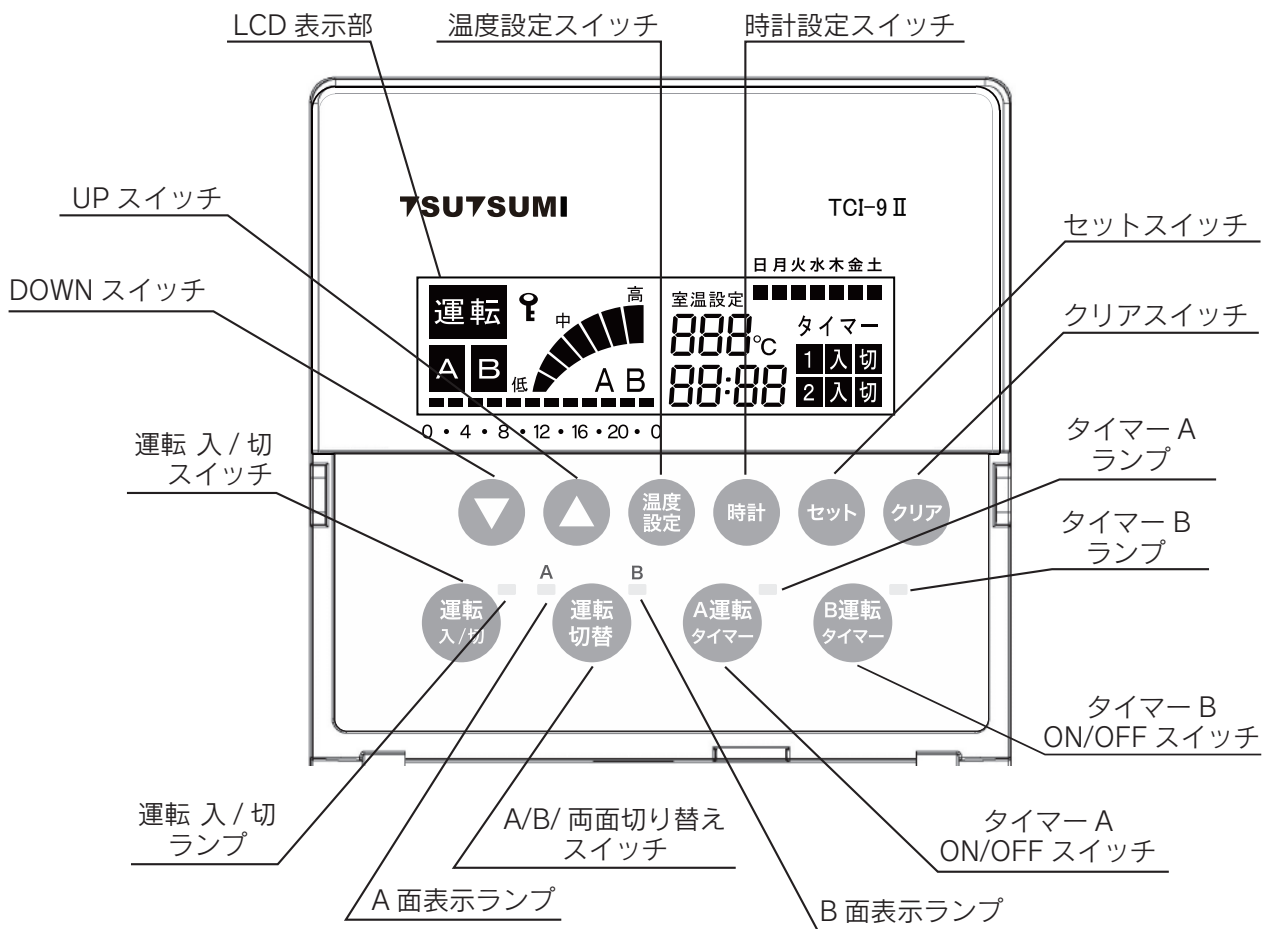 LCD 表示部
温度設定スイッチ
時計設定スイッチ
UP スイッチ
DOWN スイッチ
運転 入 / 切
スイッチ
TSUTSUMI
TCI-9 Ⅱ
セットスイッチ
クリアスイッチ
タイマー A
ランプ
タイマー B
ランプ
日月火水木金土
運転
高
中
低
A B
A B
室温設定
888℃
88:88
タイマー
1 入 切
2 入 切
0 ・ 4 ・ 8 ・ 12 ・ 16 ・ 20 ・ 0
▼
▲
温度
設定
時計
セット
クリア
A
B
運転
入/切
運転
切替
A運転
タイマー
B運転
タイマー
タイマー B
ON/OFF スイッチ
運転 入 / 切
ランプ
A/B/ 両面切り替え
スイッチ
タイマー A
ON/OFF スイッチ
A 面表示ランプ
B 面表示ランプ